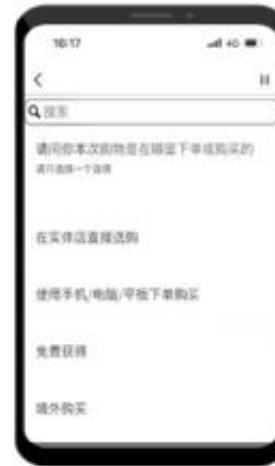 16:17
4G
搜索
请问你本次购物是在哪里下单或购买的
请只选择一个选项
在实体店直接选购
使用手机/电脑/平板下单购买
免费获得
境外购买